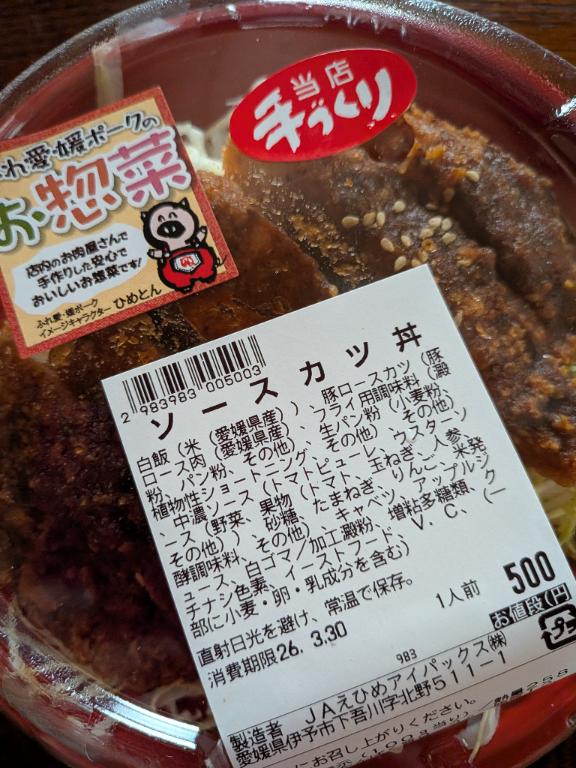 当店
手づくり
ふれ愛・媛ポークの
お惣菜
店内のお肉屋さんで
手作りした安心で
おいしいお惣菜です!
ふれ愛・媛ポーク
イメージキャラクター ひめとん
2 983983 005003
ソースカツ丼
白飯(米(愛媛県産))、豚ロースカツ(豚
ロース肉(愛媛県産)、フライ用調味料(澱
粉、パン粉、その他)、生パン粉(小麦粉、
植物性ショートニング、その他)、その他)
、中濃ソース(トマトピューレ、ウスターソ
ース(野菜、果物(トマト、玉ねぎ、人参、
その他)、砂糖、たまねぎ、りんご、米発
酵調味料、その他)、キャベツ、アップルジ
ュース、白ゴマ/加工澱粉、増粘多糖類、ク
チナシ色素、イーストフード、V.C、(一
部に小麦・卵・乳成分を含む)
直射日光を避け、常温で保存。
消費期限26. 3.30
1人前
500
お値段(円)
983
製造者 JAえひめアイパックス㈱
愛媛県伊予市下吾川字北野511-1
にお召し上がりください。